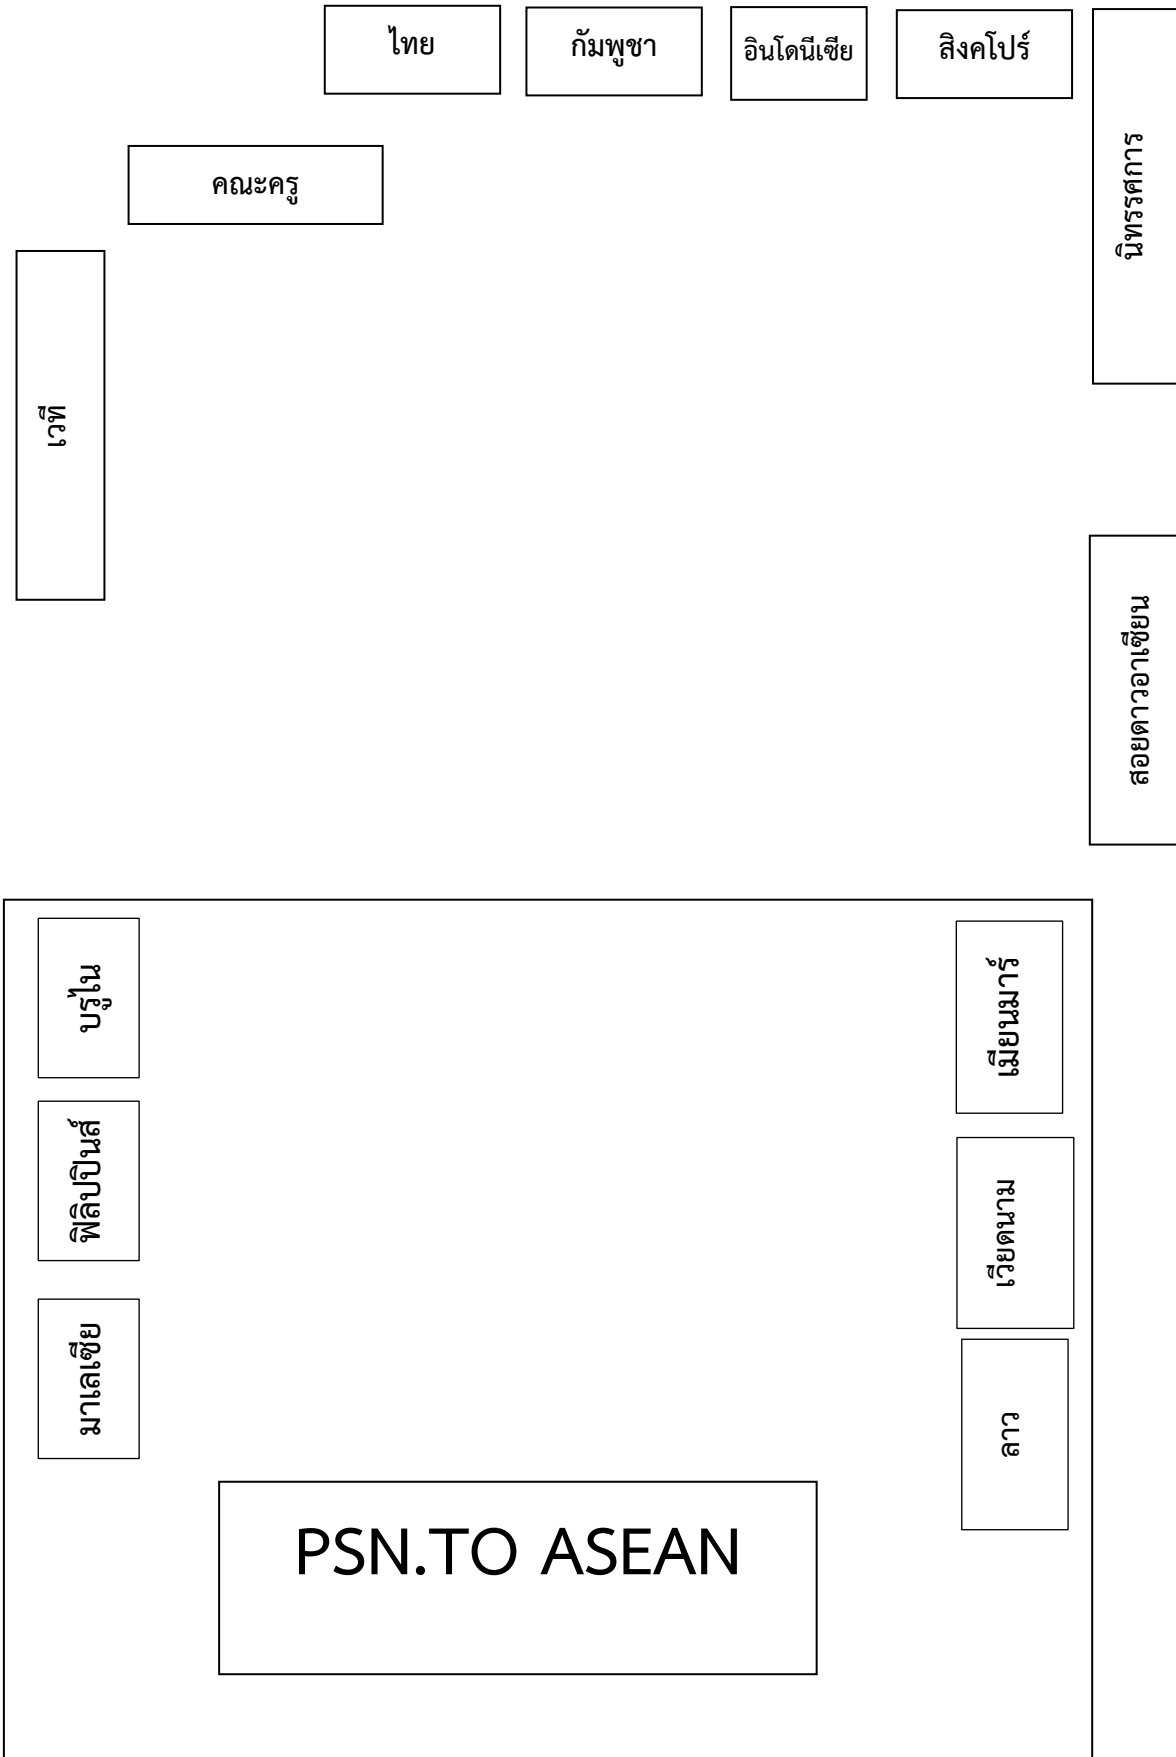 ไทย
กัมพูชา
อินโดนีเซีย
สิงคโปร์
นิทรรศการ
คณะครู
เวที
สอยดาวอาเซียน
บรูไน
เมียนมาร์
ฟิลิปปินส์
เวียดนาม
มาเลเซีย
ลาว
PSN.TO ASEAN